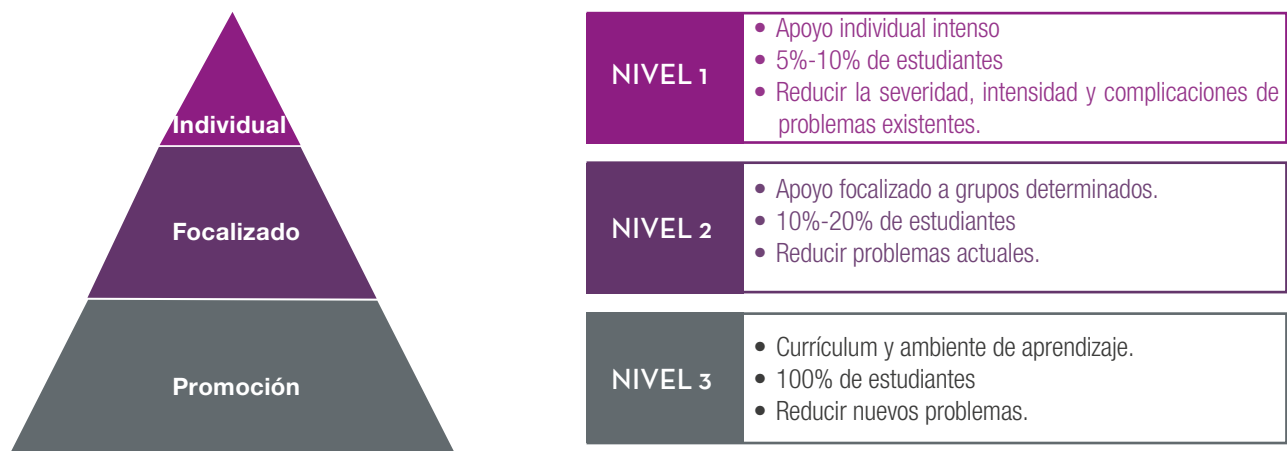 Individual
Focalizado
Promoción
NIVEL 1
• Apoyo individual intenso
• 5%-10% de estudiantes
• Reducir la severidad, intensidad y complicaciones de
problemas existentes.
NIVEL 2
• Apoyo focalizado a grupos determinados.
• 10%-20% de estudiantes
• Reducir problemas actuales.
NIVEL 3
• Currículum y ambiente de aprendizaje.
• 100% de estudiantes
• Reducir nuevos problemas.